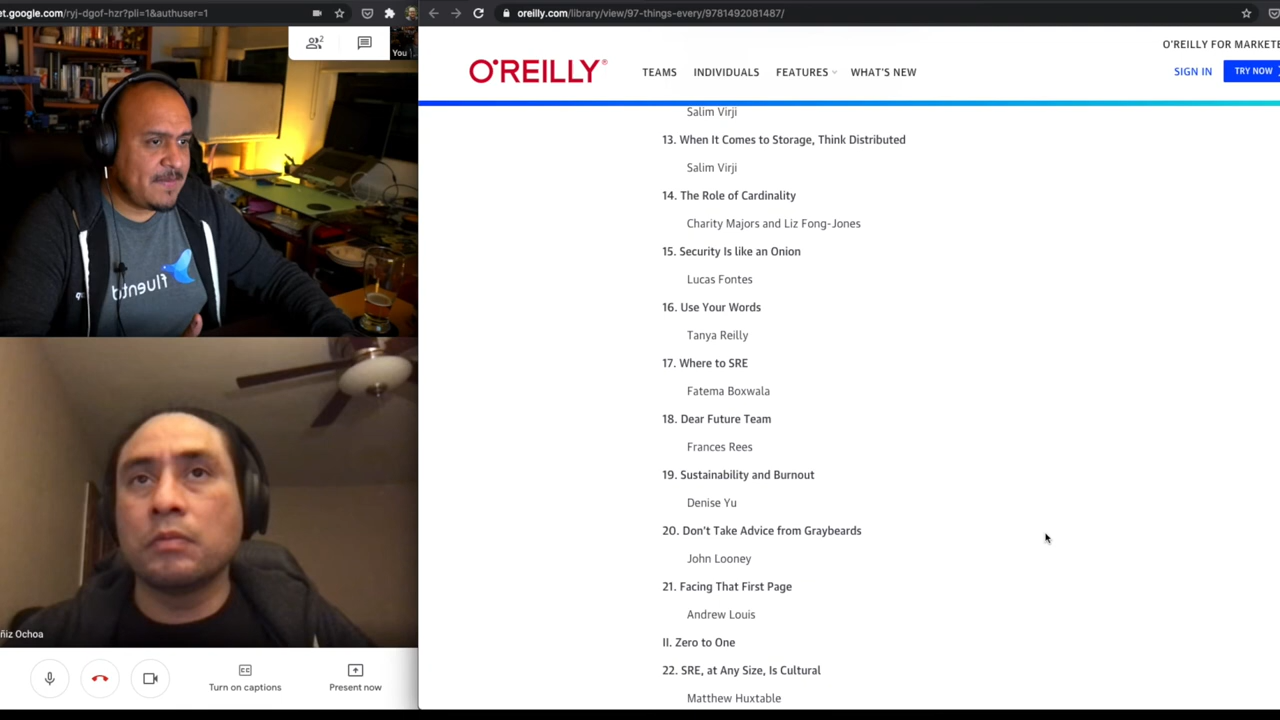 et.google.com/ryj-dgof-hzr?pli=1&authuser=1
2
You
fluentd
ñiz Ochoa
Turn on captions
Present now
oreilly.com/library/view/97-things-every/9781492081487/
O'REILLY FOR MARKETE
O'REILLY®
TEAMS INDIVIDUALS FEATURES WHAT'S NEW
SIGN IN TRY NOW
Salim Virji
13. When It Comes to Storage, Think Distributed
Salim Virji
14. The Role of Cardinality
Charity Majors and Liz Fong-Jones
15. Security Is like an Onion
Lucas Fontes
16. Use Your Words
Tanya Reilly
17. Where to SRE
Fatema Boxwala
18. Dear Future Team
Frances Rees
19. Sustainability and Burnout
Denise Yu
20. Don't Take Advice from Graybeards
John Looney
21. Facing That First Page
Andrew Louis
II. Zero to One
22. SRE, at Any Size, Is Cultural
Matthew Huxtable